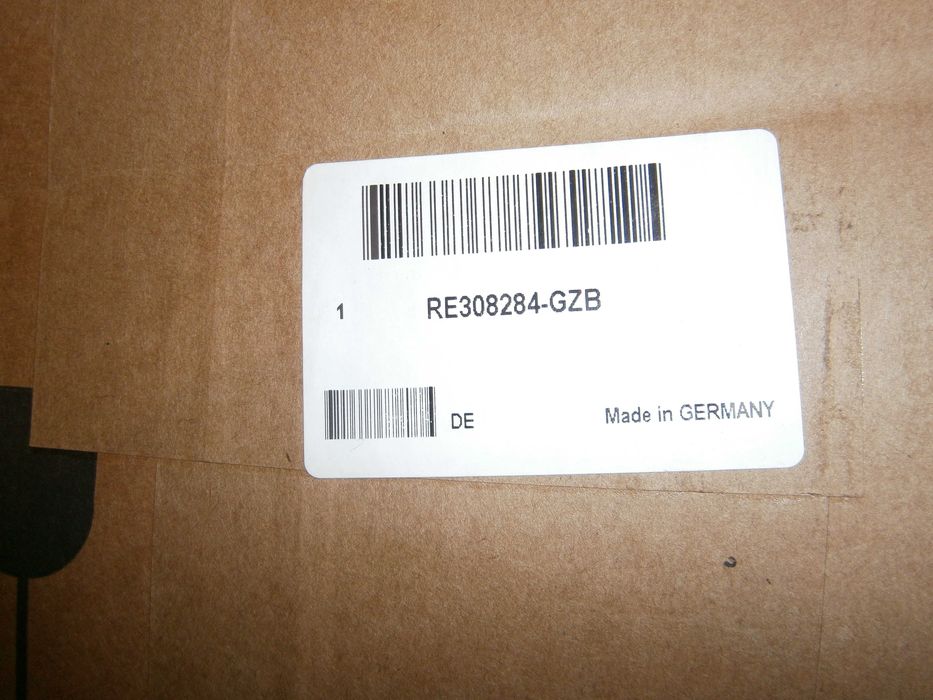 1 RE308284-GZB
DE Made in GERMANY